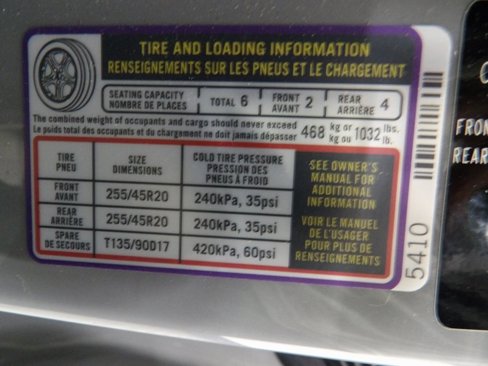 TIRE AND LOADING INFORMATION
RENSEIGNEMENTS SUR LES PNEUS ET LE CHARGEMENT
SEATING CAPACITY
NOMBRE DE PLACES
TOTAL 6
FRONT
AVANT 2
REAR
ARRIÈRE 4
The combined weight of occupants and cargo should never exceed
Le poids total des occupants et du chargement ne doit jamais dépasser
468 kg or kg ou 1032 lbs. lb.
TIRE
PNEU
SIZE
DIMENSIONS
COLD TIRE PRESSURE
PRESSION DES
PNEUS À FROID
FRONT
AVANT
255/45R20
240kPa, 35psi
REAR
ARRIÈRE
255/45R20
240kPa, 35psi
SPARE
DE SECOURS
T135/90D17
420kPa, 60psi
SEE OWNER'S
MANUAL FOR
ADDITIONAL
INFORMATION
VOIR LE MANUEL
DE L'USAGER
POUR PLUS DE
RENSEIGNEMENTS
5410
FRON
REAR